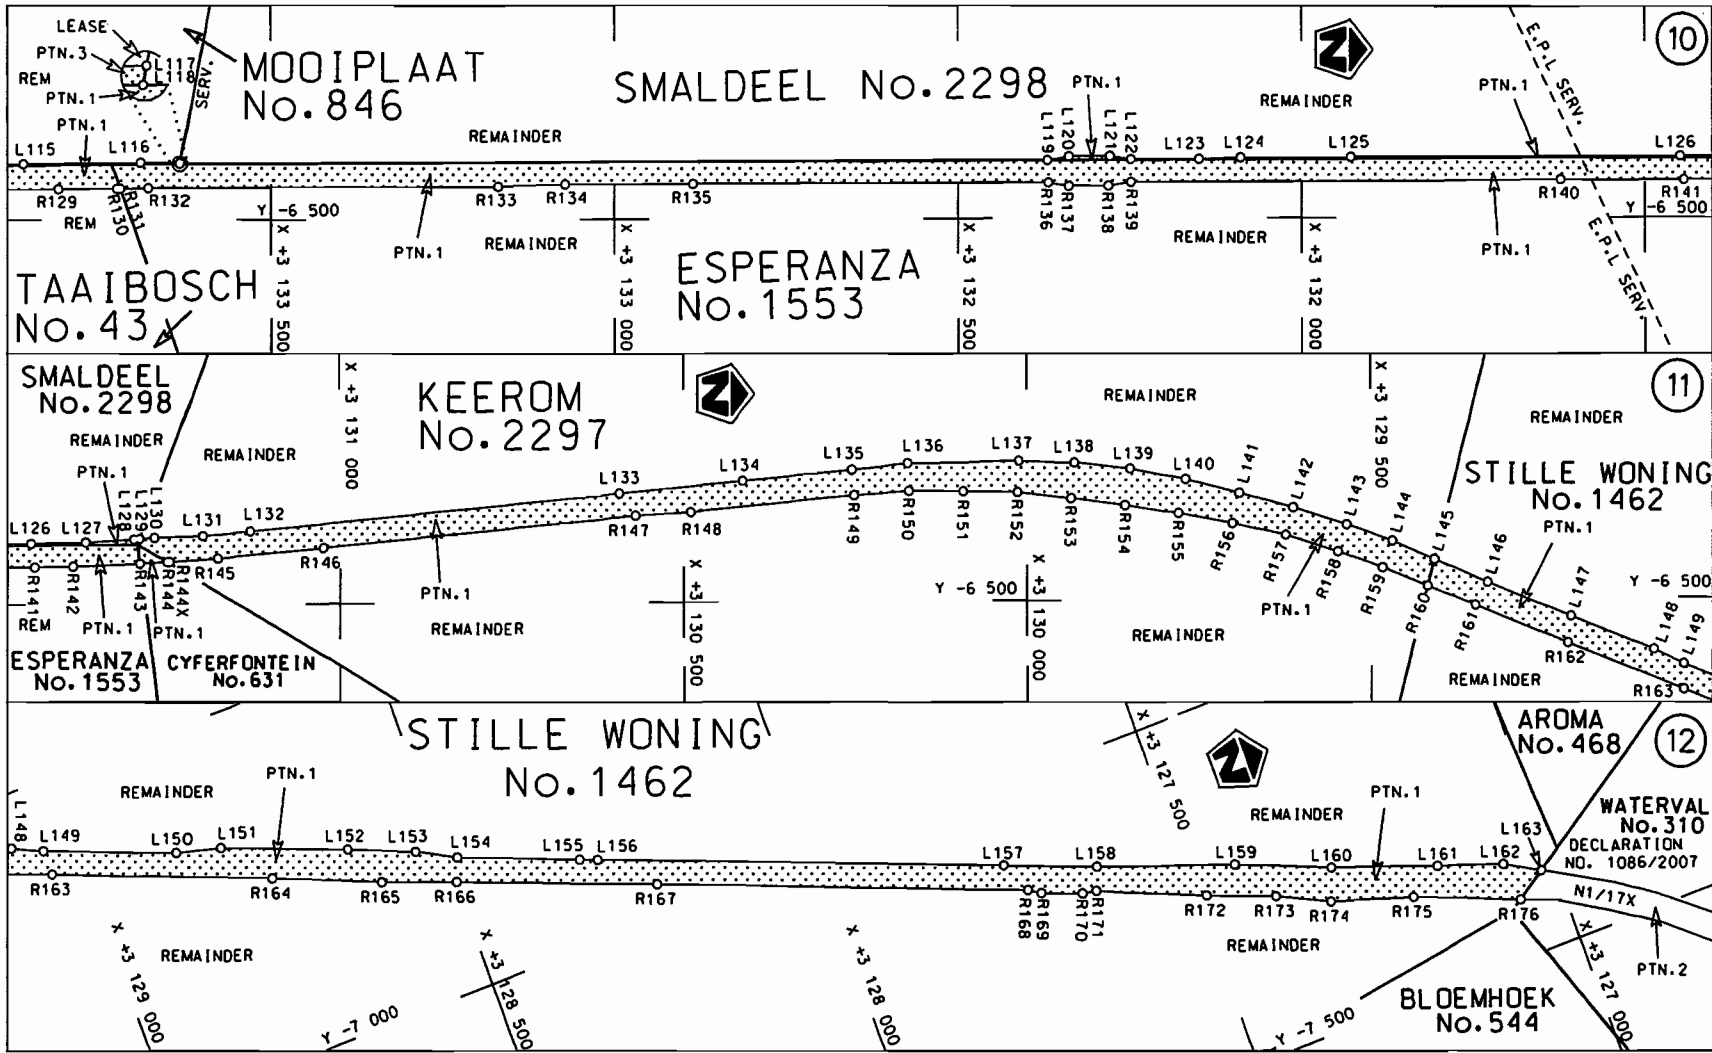 LEASE
PTN.3
L117
L118
REM
PTN.1
SERV.
MOOIPLAAT
No.846
SMALDEEL No.2298
PTN.1
REMAINDER
PTN.1
E.P.L SERV.
10
PTN.1
REMAINDER
L115
L116
L119
L120
L121
L122
L123
L124
L125
L126
R129
R130
R131
R132
R133
R134
R135
R136
R137
R138
R139
R140
R141
REM
Y -6 500
Y -6 500
PTN.1
REMAINDER
REMAINDER
PTN.1
E.P.L SERV.
TAAIBOSCH
No.43
X +3 133 500
X +3 133 000
ESPERANZA
No.1553
X +3 132 500
X +3 132 000
SMALDEEL
No.2298
REMAINDER
REMAINDER
X +3 131 000
KEEROM
No.2297
N
REMAINDER
X +3 129 500
REMAINDER
11
STILLE WONING
No.1462
PTN.1
PTN.1
L126
L127
L128
L129
L130
L131
L132
L133
L134
L135
L136
L137
L138
L139
L140
L141
L142
L143
L144
L145
L146
L147
L148
L149
R141
R142
R143
R144
R144X
R145
R146
R147
R148
R149
R150
R151
R152
R153
R154
R155
R156
R157
R158
R159
R160
R161
R162
R163
REM
PTN.1
PTN.1
PTN.1
REMAINDER
X +3 130 500
Y -6 500
X +3 130 000
REMAINDER
PTN.1
REMAINDER
Y -6 500
ESPERANZA
No.1553
CYFERFONTEIN
No.631
STILLE WONING
No.1462
PTN.1
REMAINDER
X +3 127 500
REMAINDER
PTN.1
AROMA
No.468
12
WATERVAL
No.310
DECLARATION
NO. 1086/2007
L148
L149
L150
L151
L152
L153
L154
L155
L156
L157
L158
L159
L160
L161
L162
L163
N1/17X
R163
R164
R165
R166
R167
R168
R169
R170
R171
R172
R173
R174
R175
R176
REMAINDER
REMAINDER
X +3 129 000
Y -7 000
X +3 128 500
X +3 128 000
Y -7 500
X +3 127 000
PTN.2
BLOEMHOEK
No.544